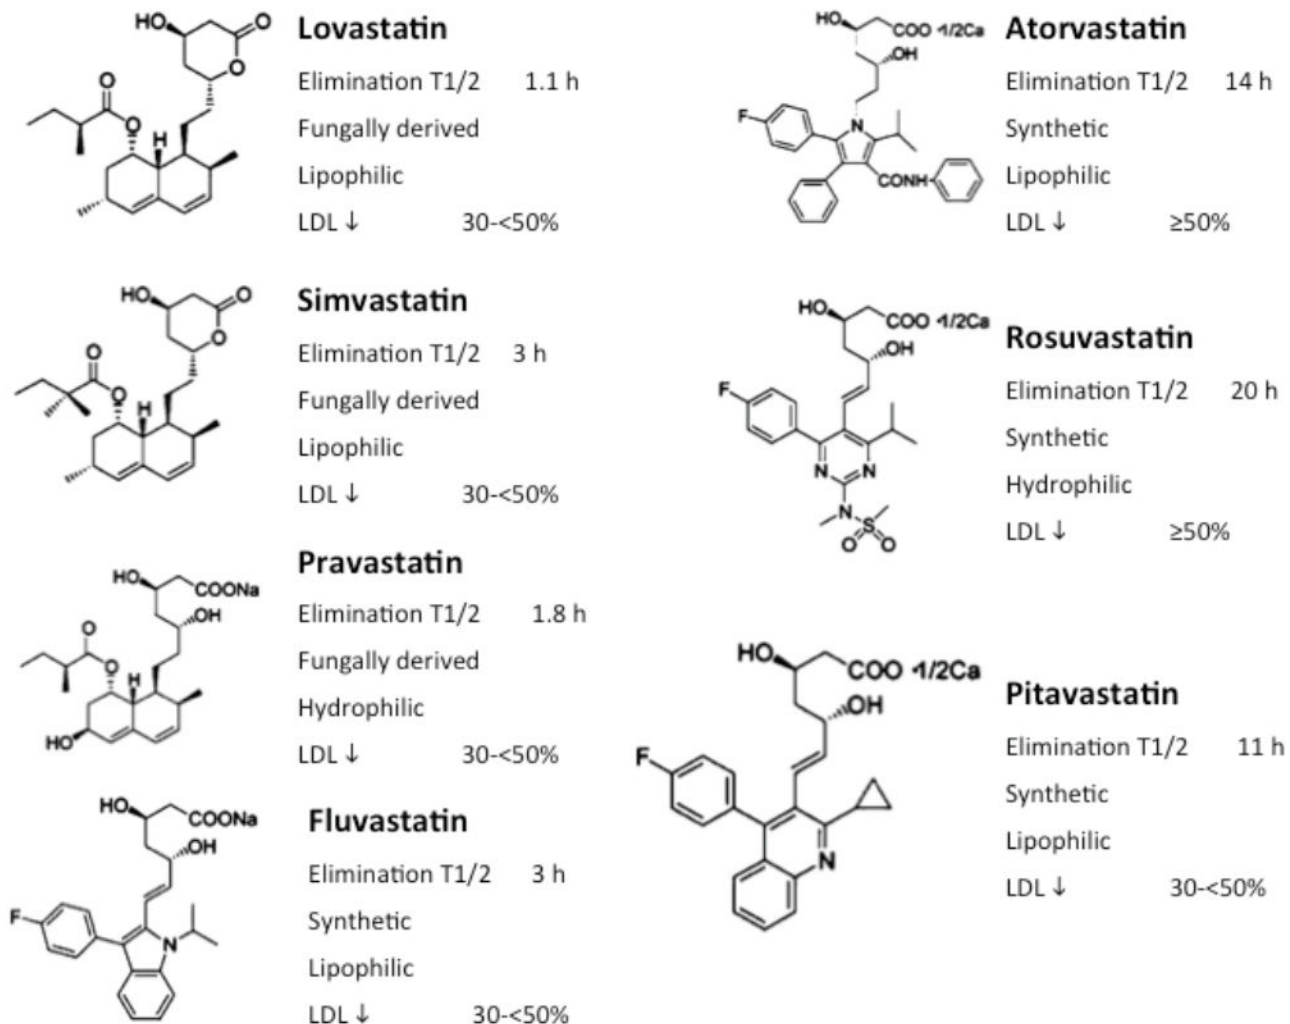 Lovastatin
Elimination T1/2 1.1 h
Fungally derived
Lipophilic
LDL ↓ 30-<50%
HO
O
O
O
O
H
Simvastatin
Elimination T1/2 3 h
Fungally derived
Lipophilic
LDL ↓ 30-<50%
HO
O
O
O
O
H
Pravastatin
Elimination T1/2 1.8 h
Fungally derived
Hydrophilic
LDL ↓ 30-<50%
HO
COONa
OH
O
O
H
HO
Fluvastatin
Elimination T1/2 3 h
Synthetic
Lipophilic
LDL ↓ 30-<50%
HO
COONa
OH
F
N
Atorvastatin
Elimination T1/2 14 h
Synthetic
Lipophilic
LDL ↓ ≥50%
HO
COO ·1/2Ca
OH
F
N
CONH
Rosuvastatin
Elimination T1/2 20 h
Synthetic
Hydrophilic
LDL ↓ ≥50%
HO
COO ·1/2Ca
OH
F
N N
N
S
O O
Pitavastatin
Elimination T1/2 11 h
Synthetic
Lipophilic
LDL ↓ 30-<50%
HO
COO ·1/2Ca
OH
F
N